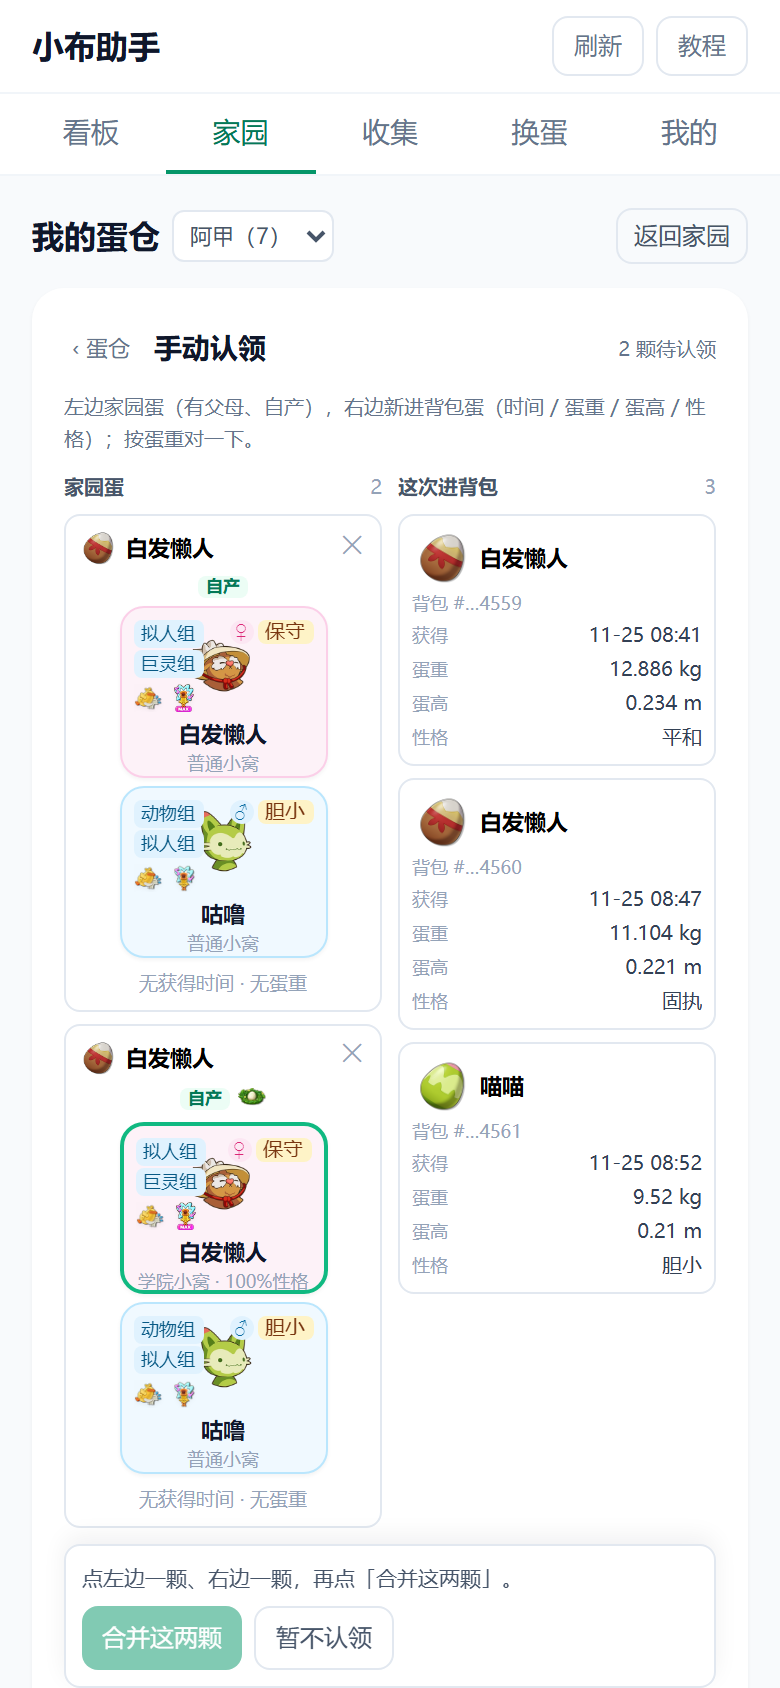 小布助手
刷新
教程
看板
家园
收集
换蛋
我的
我的蛋仓
阿甲（7）
返回家园
‹ 蛋仓
手动认领
2 颗待认领
左边家园蛋（有父母、自产），右边新进背包蛋（时间 / 蛋重 / 蛋高 / 性
格）；按蛋重对一下。
家园蛋
2
白发懒人
自产
拟人组
♀
保守
巨灵组
MAX
白发懒人
普通小窝
动物组
♂
胆小
拟人组
咕噜
普通小窝
无获得时间 · 无蛋重
白发懒人
自产
拟人组
♀
保守
巨灵组
MAX
白发懒人
学院小窝 · 100%性格
动物组
♂
胆小
拟人组
咕噜
普通小窝
无获得时间 · 无蛋重
这次进背包
3
白发懒人
背包 #…4559
获得 11-25 08:41
蛋重 12.886 kg
蛋高 0.234 m
性格 平和
白发懒人
背包 #…4560
获得 11-25 08:47
蛋重 11.104 kg
蛋高 0.221 m
性格 固执
喵喵
背包 #…4561
获得 11-25 08:52
蛋重 9.52 kg
蛋高 0.21 m
性格 胆小
点左边一颗、右边一颗，再点「合并这两颗」。
合并这两颗
暂不认领